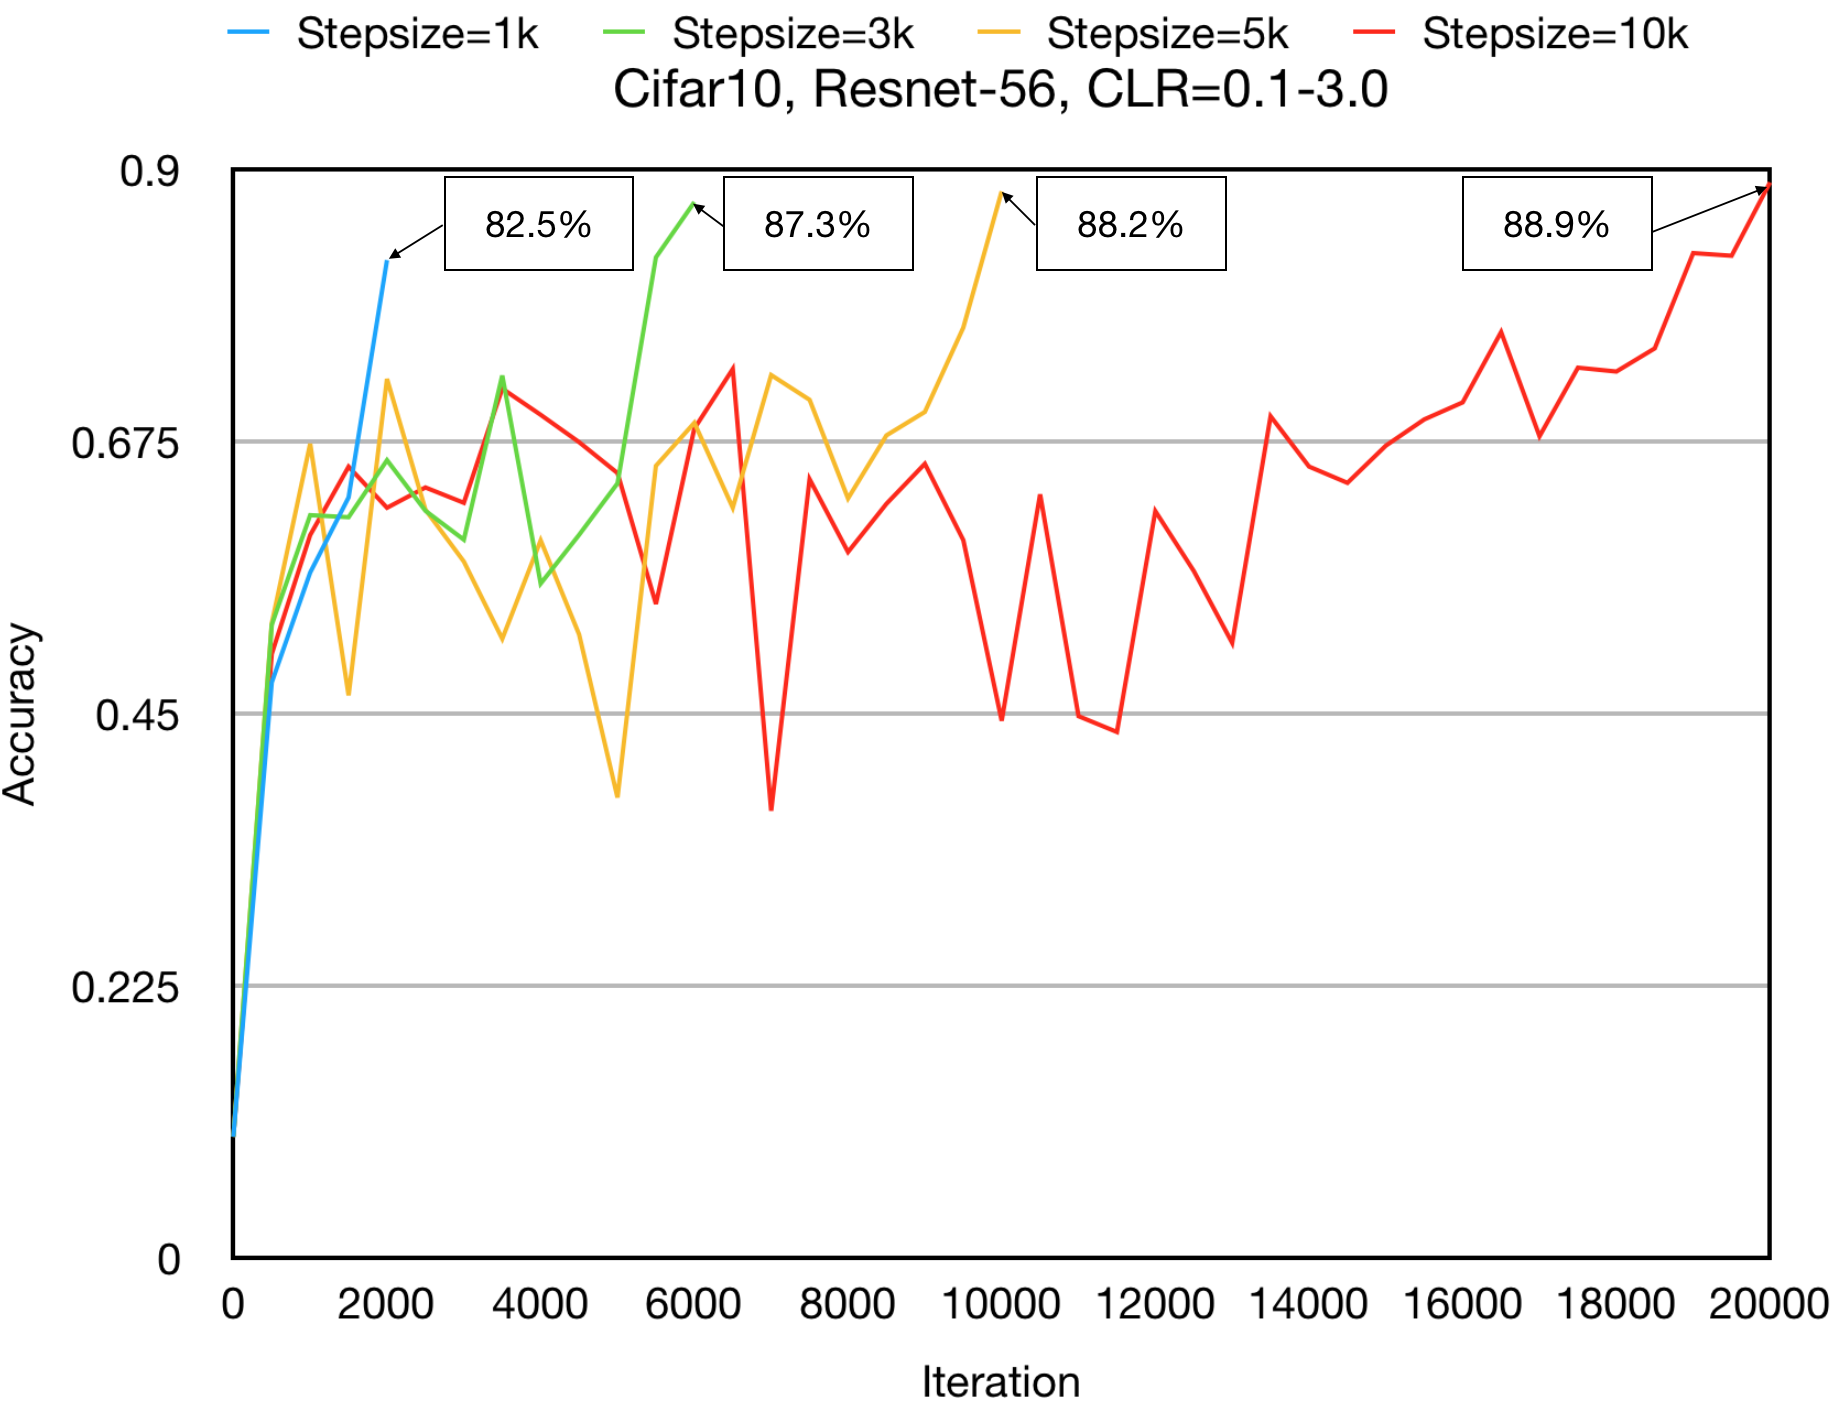 Stepsize=1k Stepsize=3k Stepsize=5k Stepsize=10k
Cifar10, Resnet-56, CLR=0.1-3.0
0.9
82.5% 87.3% 88.2% 88.9%
0.675
0.45
Accuracy
0.225
0
0 2000 4000 6000 8000 10000 12000 14000 16000 18000 20000
Iteration